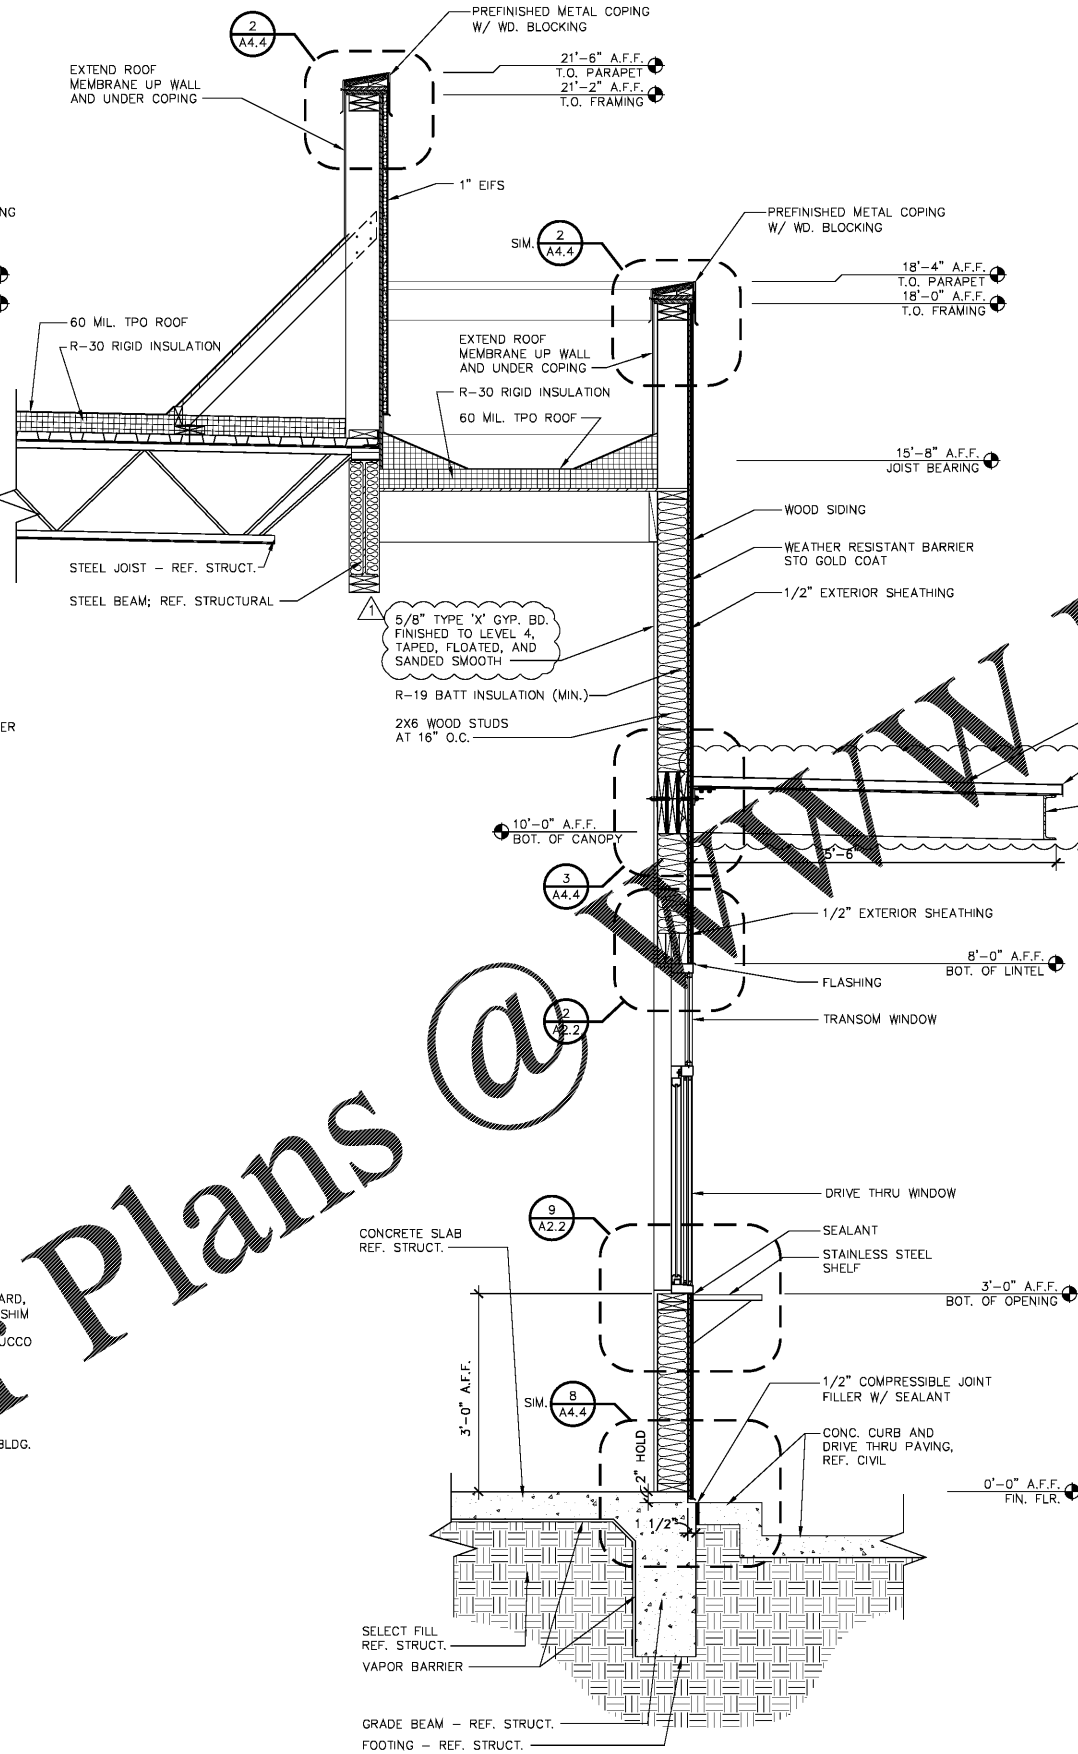 PREFINISHED METAL COPING
W/ WD. BLOCKING
2
A4.4
21'-6" A.F.F.
T.O. PARAPET
21'-2" A.F.F.
T.O. FRAMING
EXTEND ROOF
MEMBRANE UP WALL
AND UNDER COPING
1" EIFS
NG
PREFINISHED METAL COPING
W/ WD. BLOCKING
SIM.
2
A4.4
18'-4" A.F.F.
T.O. PARAPET
18'-0" A.F.F.
T.O. FRAMING
60 MIL. TPO ROOF
R-30 RIGID INSULATION
EXTEND ROOF
MEMBRANE UP WALL
AND UNDER COPING
R-30 RIGID INSULATION
60 MIL. TPO ROOF
15'-8" A.F.F.
JOIST BEARING
WOOD SIDING
WEATHER RESISTANT BARRIER
STO GOLD COAT
STEEL JOIST - REF. STRUCT.
STEEL BEAM; REF. STRUCTURAL
1/2" EXTERIOR SHEATHING
1
5/8" TYPE 'X' GYP. BD.
FINISHED TO LEVEL 4,
TAPED, FLOATED, AND
SANDED SMOOTH
R-19 BATT INSULATION (MIN.)
2X6 WOOD STUDS
AT 16" O.C.
ER
10'-0" A.F.F.
BOT. OF CANOPY
5'-6"
3
A4.4
1/2" EXTERIOR SHEATHING
8'-0" A.F.F.
BOT. OF LINTEL
FLASHING
2
A2.2
TRANSOM WINDOW
Plans @ WWW
DRIVE THRU WINDOW
9
A2.2
SEALANT
STAINLESS STEEL
SHELF
CONCRETE SLAB
REF. STRUCT.
3'-0" A.F.F.
BOT. OF OPENING
ARD,
SHIM
UCCO
3'-0" A.F.F.
1/2" COMPRESSIBLE JOINT
FILLER W/ SEALANT
SIM.
8
A4.4
CONC. CURB AND
DRIVE THRU PAVING,
REF. CIVIL
BLDG.
2" HOLD
0'-0" A.F.F.
FIN. FLR.
1 1/2"
SELECT FILL
REF. STRUCT.
VAPOR BARRIER
GRADE BEAM - REF. STRUCT.
FOOTING - REF. STRUCT.